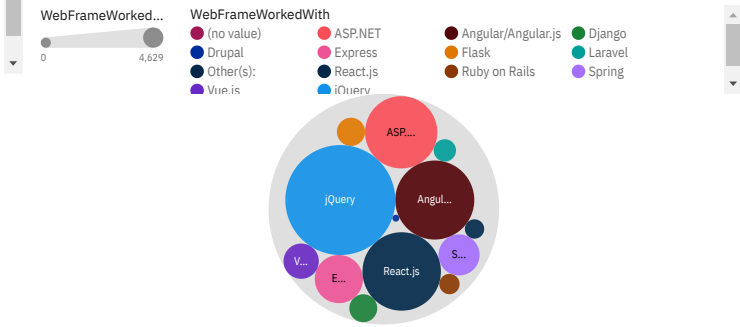 WebFrameWorked...
0 4,629
WebFrameWorkedWith
(no value) ASP.NET Angular/Angular.js Django
Drupal Express Flask Laravel
Other(s): React.js Ruby on Rails Spring
Vue.js jQuery
ASP....
jQuery Angul...
V... E... React.js S...